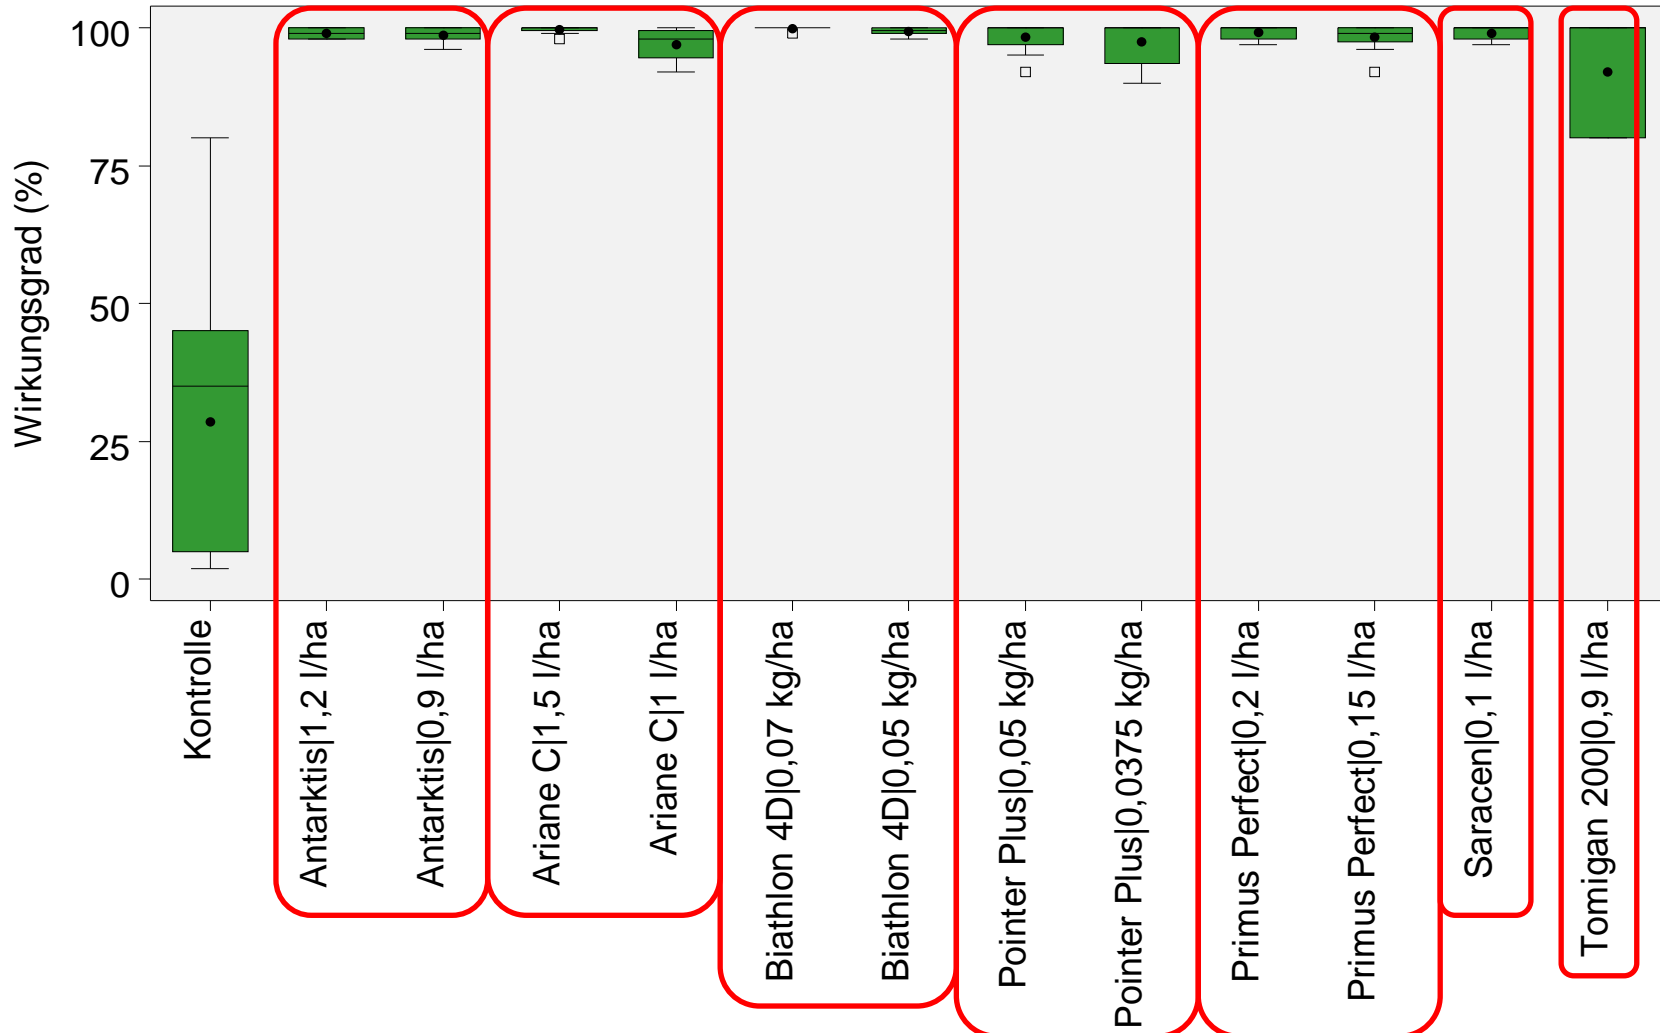 Wirkungsgrad (%)
100
75
50
25
0
Kontrolle
Antarktis|1,2 l/ha
Antarktis|0,9 l/ha
Ariane C|1,5 l/ha
Ariane C|1 l/ha
Biathlon 4D|0,07 kg/ha
Biathlon 4D|0,05 kg/ha
Pointer Plus|0,05 kg/ha
Pointer Plus|0,0375 kg/ha
Primus Perfect|0,2 l/ha
Primus Perfect|0,15 l/ha
Saracen|0,1 l/ha
Tomigan 200|0,9 l/ha